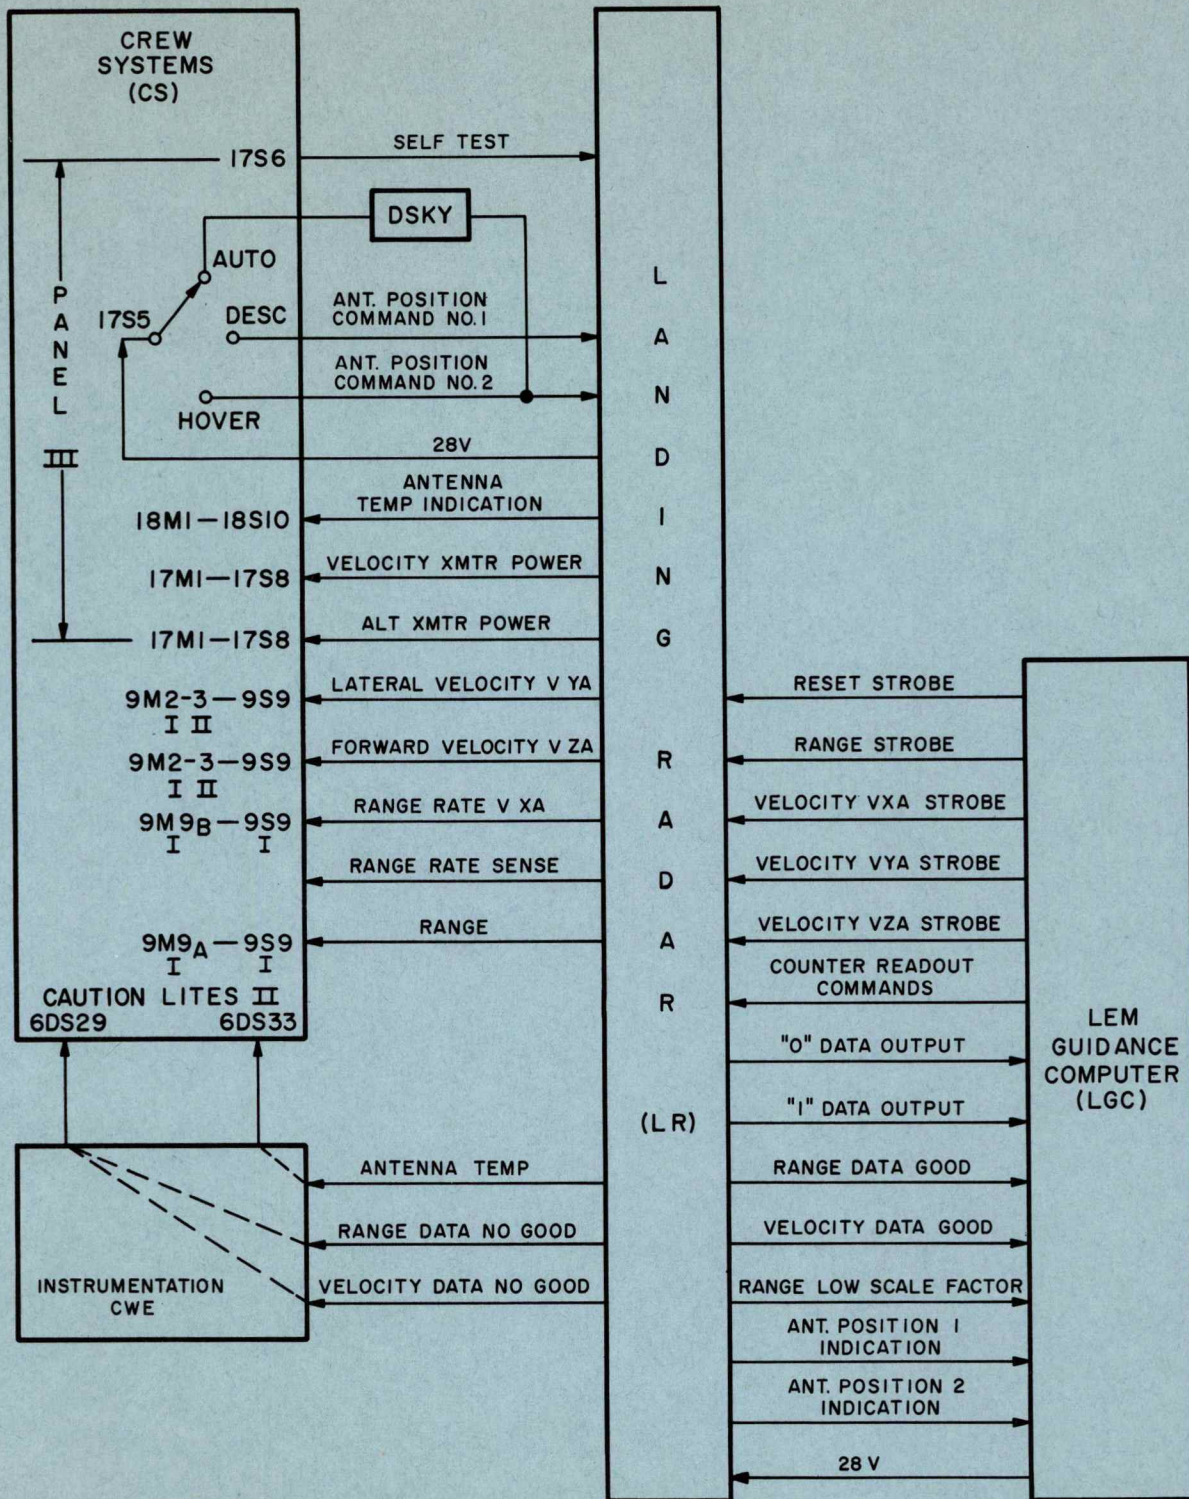 CREW
SYSTEMS
(CS)
17S6
SELF TEST
DSKY
AUTO
PANEL
III
17S5
DESC
ANT. POSITION
COMMAND NO.1
ANT. POSITION
COMMAND NO.2
HOVER
28V
ANTENNA
TEMP INDICATION
18M1—18S10
VELOCITY XMTR POWER
17M1—17S8
ALT XMTR POWER
17M1—17S8
LATERAL VELOCITY V YA
9M2-3—9S9
I II
FORWARD VELOCITY V ZA
9M2-3—9S9
I II
RANGE RATE V XA
9M9B—9S9
I I
RANGE RATE SENSE
RANGE
9M9A—9S9
I I
CAUTION LITES II
6DS29 6DS33
INSTRUMENTATION
CWE
ANTENNA TEMP
RANGE DATA NO GOOD
VELOCITY DATA NO GOOD
LANDING
RADAR
(LR)
RESET STROBE
RANGE STROBE
VELOCITY VXA STROBE
VELOCITY VYA STROBE
VELOCITY VZA STROBE
COUNTER READOUT
COMMANDS
"0" DATA OUTPUT
"1" DATA OUTPUT
RANGE DATA GOOD
VELOCITY DATA GOOD
RANGE LOW SCALE FACTOR
ANT. POSITION 1
INDICATION
ANT. POSITION 2
INDICATION
28 V
LEM
GUIDANCE
COMPUTER
(LGC)